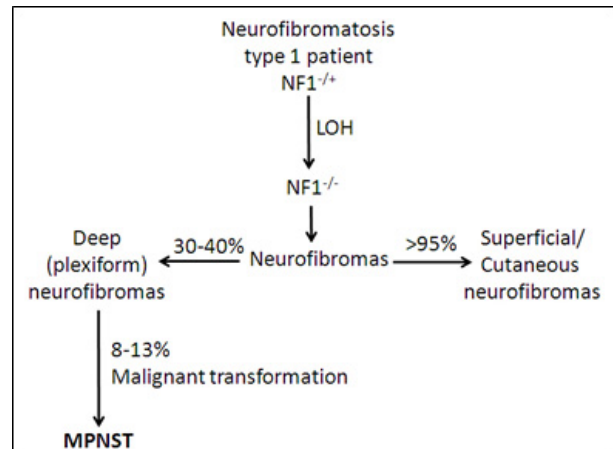 Neurofibromatosis
type 1 patient
NF1-/+
LOH
NF1-/-
Deep
(plexiform)
neurofibromas
30-40%
Neurofibromas
>95%
Superficial/
Cutaneous
neurofibromas
8-13%
Malignant transformation
MPNST